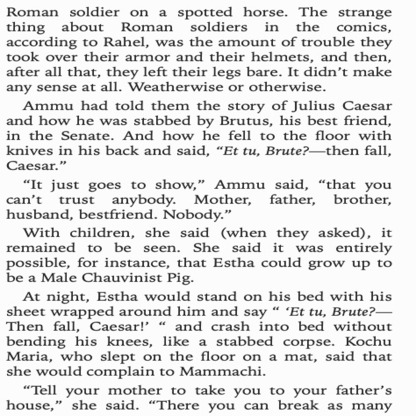 Roman soldier on a spotted horse. The strange
thing about Roman soldiers in the comics,
according to Rahel, was the amount of trouble they
took over their armor and their helmets, and then,
after all that, they left their legs bare. It didn’t make
any sense at all. Weatherwise or otherwise.
Ammu had told them the story of Julius Caesar
and how he was stabbed by Brutus, his best friend,
in the Senate. And how he fell to the floor with
knives in his back and said, “Et tu, Brute?—then fall,
Caesar.”
“It just goes to show,” Ammu said, “that you
can’t trust anybody. Mother, father, brother,
husband, bestfriend. Nobody.”
With children, she said (when they asked), it
remained to be seen. She said it was entirely
possible, for instance, that Estha could grow up to
be a Male Chauvinist Pig.
At night, Estha would stand on his bed with his
sheet wrapped around him and say “ ‘Et tu, Brute?—
Then fall, Caesar!’ “ and crash into bed without
bending his knees, like a stabbed corpse. Kochu
Maria, who slept on the floor on a mat, said that
she would complain to Mammachi.
“Tell your mother to take you to your father’s
house,” she said. “There you can break as many